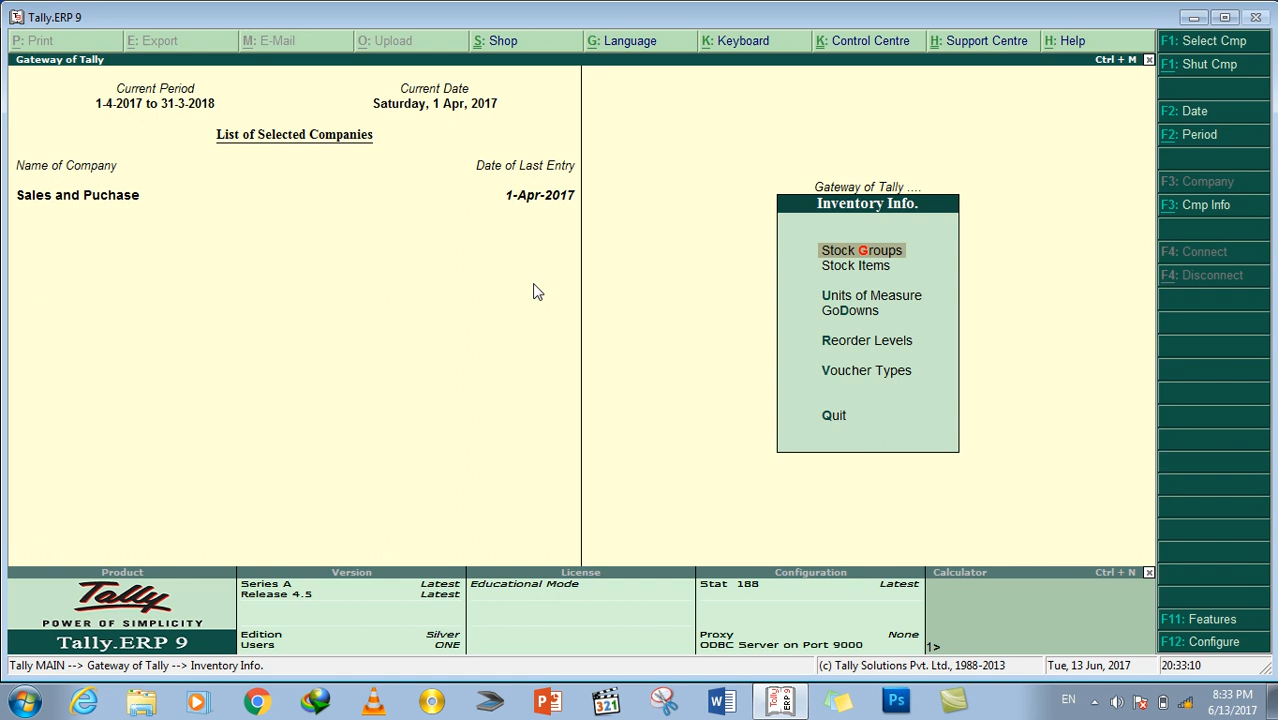 Tally.ERP 9
P: Print E: Export M: E-Mail O: Upload S: Shop G: Language K: Keyboard K: Control Centre H: Support Centre H: Help
F1: Select Cmp
Gateway of Tally Ctrl + M
F1: Shut Cmp
Current Period Current Date
1-4-2017 to 31-3-2018 Saturday, 1 Apr, 2017
F2: Date
List of Selected Companies
F2: Period
Name of Company Date of Last Entry
F3: Company
Sales and Puchase 1-Apr-2017
F3: Cmp Info
Gateway of Tally ....
Inventory Info.
Stock Groups
Stock Items
Units of Measure
GoDowns
Reorder Levels
Voucher Types
Quit
F4: Connect
F4: Disconnect
Product Version License Configuration Calculator Ctrl + N
Tally
POWER OF SIMPLICITY
Tally.ERP 9
Series A Latest
Release 4.5 Latest
Edition Silver
Users ONE
Educational Mode
Stat 188 Latest
Proxy None
ODBC Server on Port 9000
1>
F11: Features
F12: Configure
Tally MAIN --> Gateway of Tally --> Inventory Info. (c) Tally Solutions Pvt. Ltd., 1988-2013 Tue, 13 Jun, 2017 20:33:10
321
Tally
ERP 9
Ps
EN
8:33 PM
6/13/2017